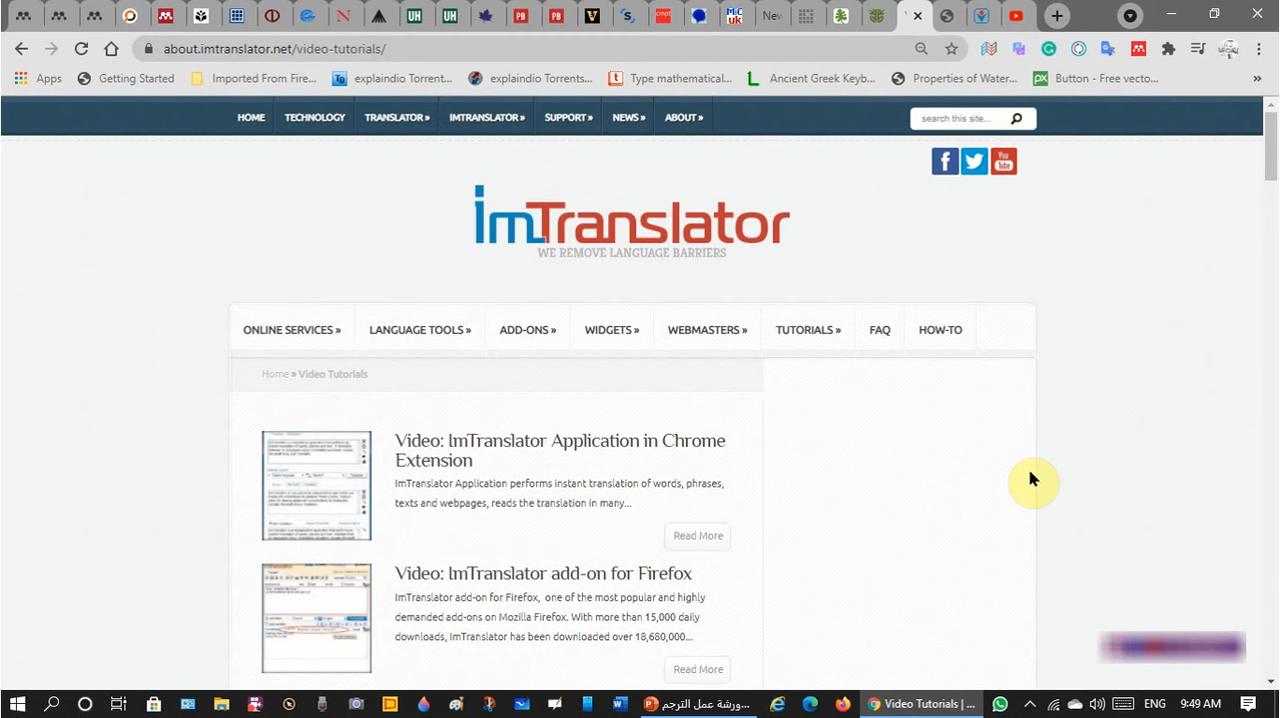 New
about.imtranslator.net/video-tutorials/
Apps Getting Started Imported From Fire... explaindio Torrent... explaindio Torrents... Type mathematical... Ancient Greek Keyb... Properties of Water... Button - Free vecto... »
HOME TECHNOLOGY TRANSLATOR» IMTRANSLATOR» SUPPORT» NEWS» ABOUT» search this site...
You Tube
ImTranslator
WE REMOVE LANGUAGE BARRIERS
ONLINE SERVICES» LANGUAGE TOOLS» ADD-ONS» WIDGETS» WEBMASTERS» TUTORIALS» FAQ HOW-TO
Home » Video Tutorials
Video: ImTranslator Application in Chrome
Extension
ImTranslator Application performs instant translation of words, phrases,
texts and webpages, reads the translation in many...
Read More
Video: ImTranslator add-on for Firefox
ImTranslator add-on for Firefox, one of the most popular and highly
demanded add-ons on Mozilla Firefox. With more than 15,000 daily
downloads, ImTranslator has been downloaded over 18,680,000...
Read More
ورشة عمل الترجم... Video Tutorials | ... ENG 9:49 AM